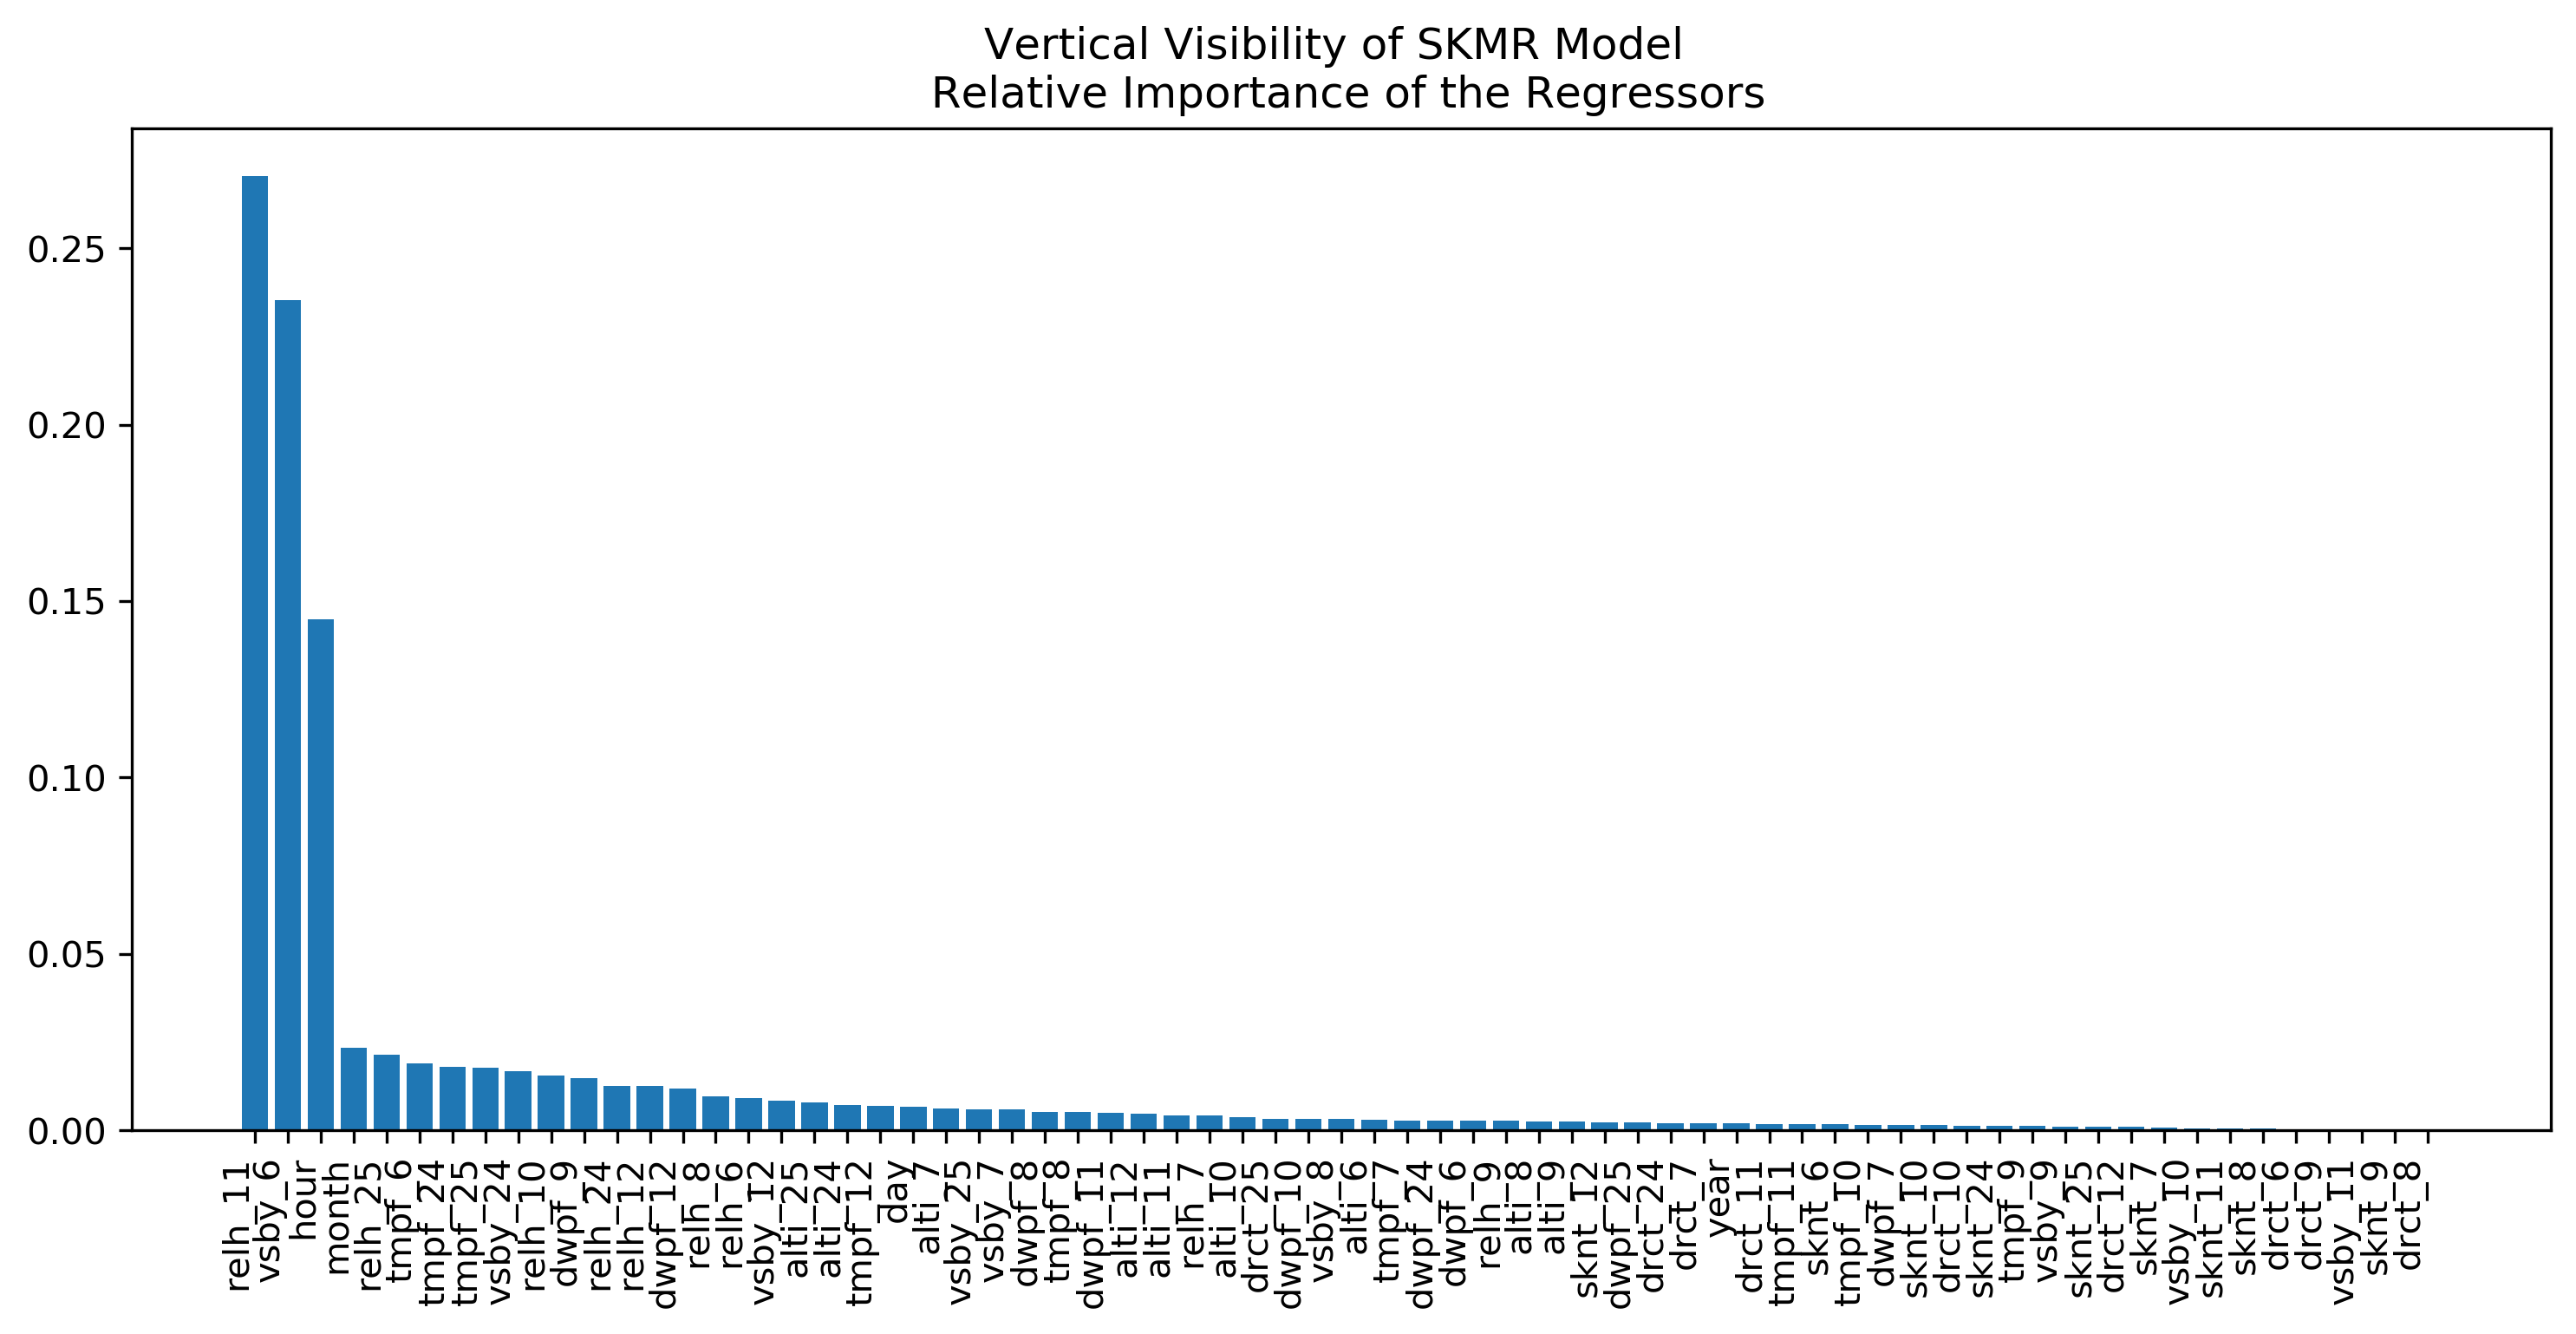 Vertical Visibility of SKMR Model
Relative Importance of the Regressors
0.25
0.20
0.15
0.10
0.05
0.00
relh_11
vsby_6
hour
month
relh_25
tmpf_6
tmpf_24
tmpf_25
vsby_24
relh_10
dwpf_9
relh_24
relh_12
dwpf_12
relh_8
relh_6
vsby_12
alti_25
alti_24
tmpf_12
day
alti_7
vsby_25
vsby_7
dwpf_8
tmpf_8
dwpf_11
alti_12
alti_11
relh_7
alti_10
drct_25
dwpf_10
vsby_8
alti_6
tmpf_7
dwpf_24
dwpf_6
relh_9
alti_8
alti_9
sknt_12
dwpf_25
drct_24
drct_7
year
drct_11
tmpf_11
sknt_6
tmpf_10
dwpf_7
sknt_10
drct_10
sknt_24
tmpf_9
vsby_9
sknt_25
drct_12
sknt_7
vsby_10
sknt_11
sknt_8
drct_6
drct_9
vsby_11
sknt_9
drct_8